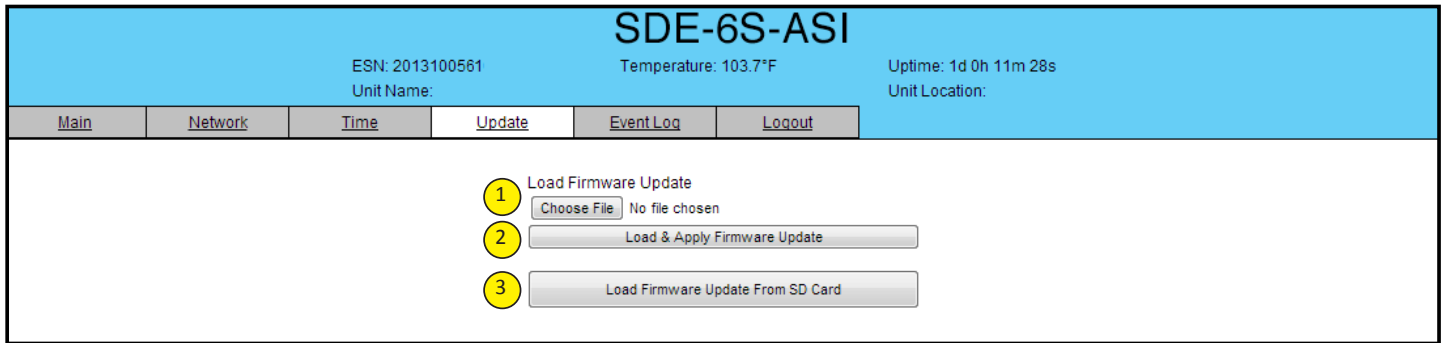 SDE-6S-ASI
ESN: 2013100561 Temperature: 103.7°F Uptime: 1d 0h 11m 28s
Unit Name: Unit Location:
Main Network Time Update Event Log Logout
1 Load Firmware Update
Choose File No file chosen
2 Load & Apply Firmware Update
3 Load Firmware Update From SD Card